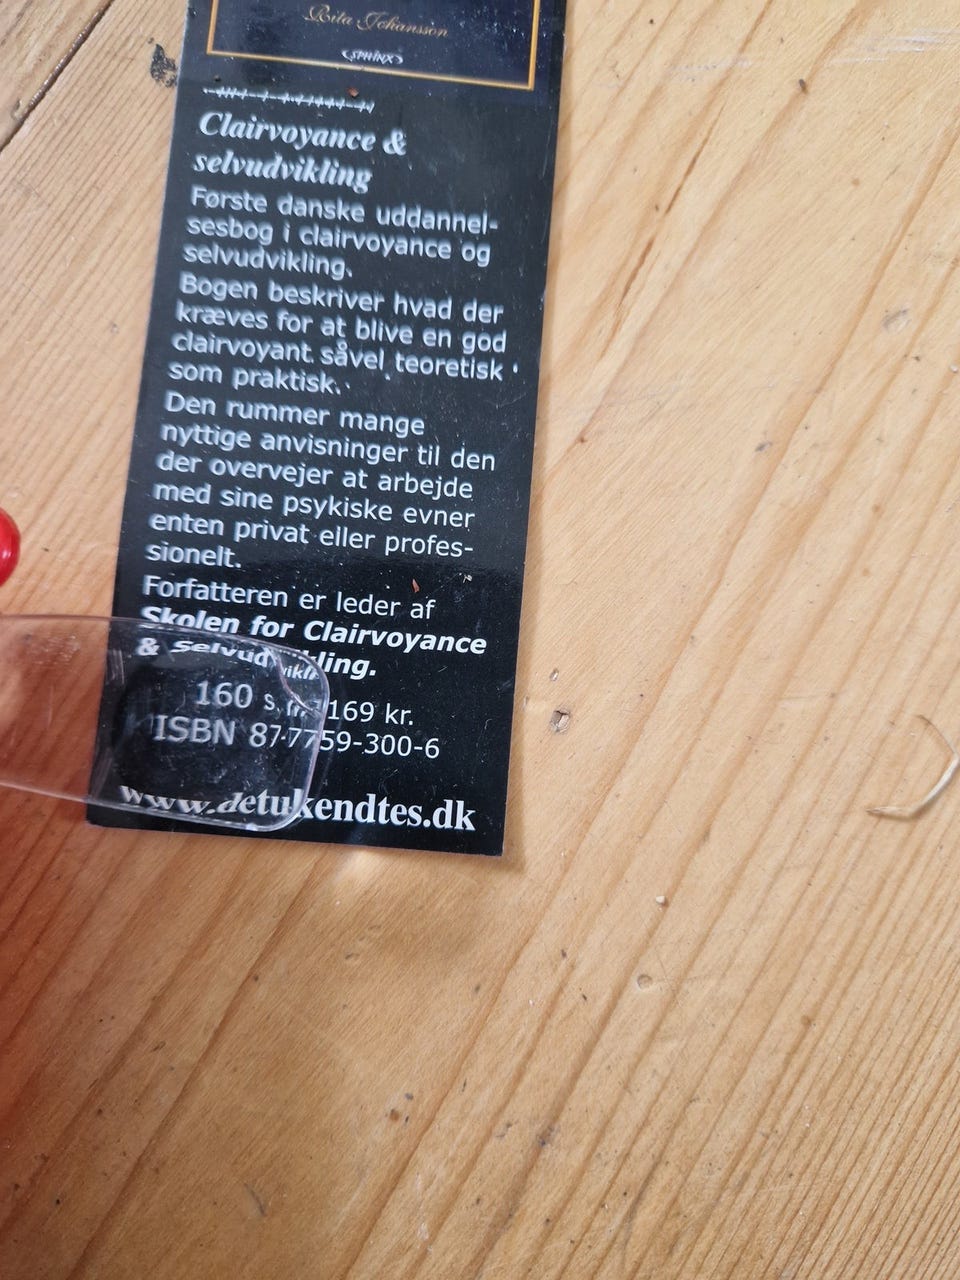 Rita Johansson
SPHINX
Clairvoyance &
selvudvikling
Første danske uddannel-
sesbog i clairvoyance og
selvudvikling.
Bogen beskriver hvad der
kræves for at blive en god
clairvoyant såvel teoretisk
som praktisk.
Den rummer mange
nyttige anvisninger til den
der overvejer at arbejde
med sine psykiske evner
enten privat eller profes-
sionelt.
Forfatteren er leder af
Skolen for Clairvoyance
& Selvudvikling.
160 s. 169 kr.
ISBN 87-7759-300-6
www.detukendtes.dk